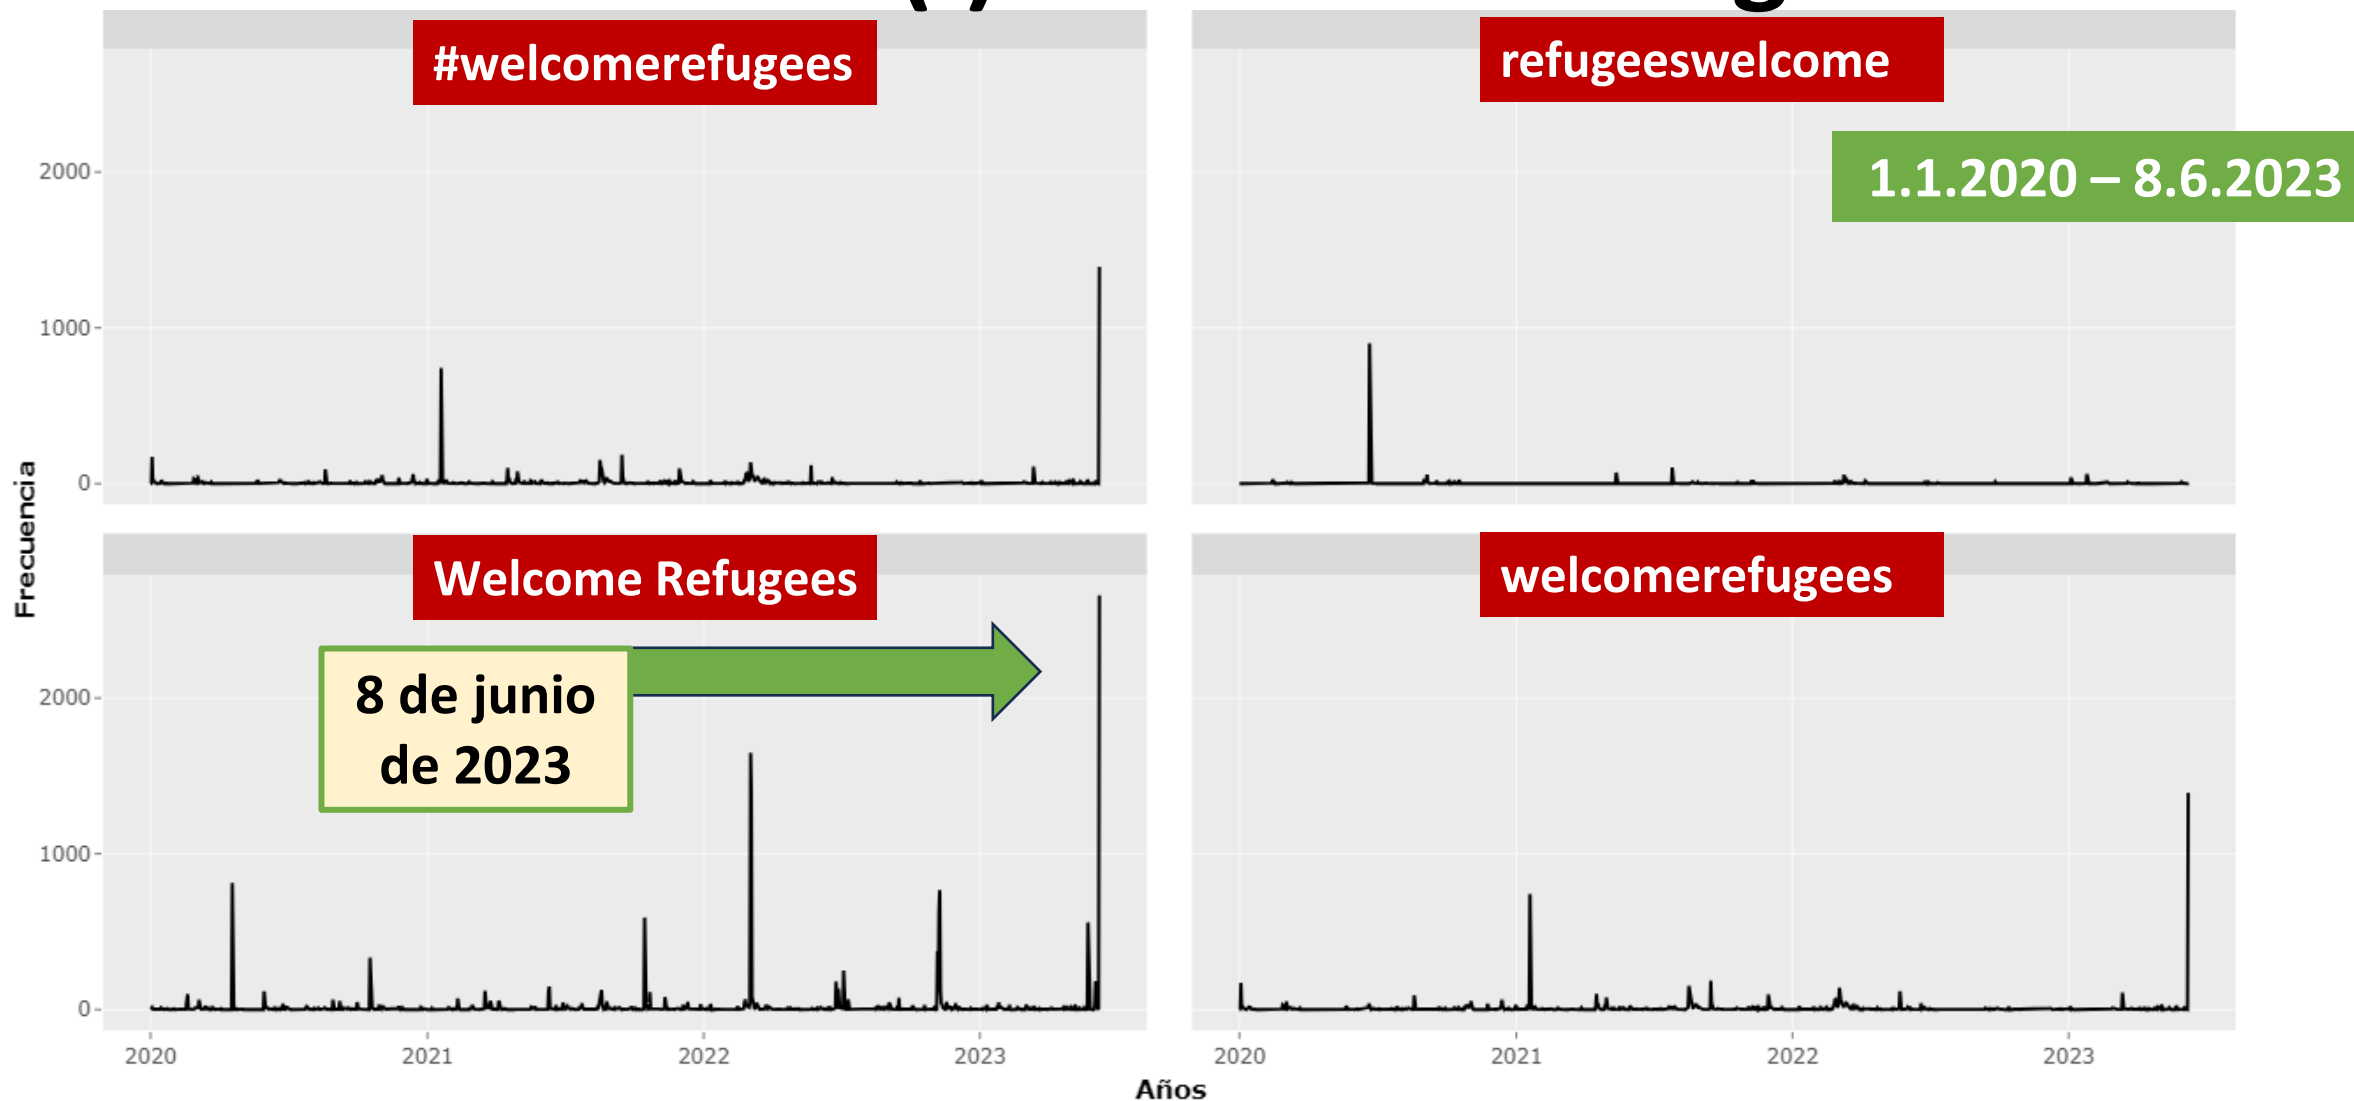 #welcomerefugees
refugeeswelcome
1.1.2020 – 8.6.2023
2000
1000
0
Frecuencia
Welcome Refugees
welcomerefugees
8 de junio
de 2023
2000
1000
0
2020 2021 2022 2023 2020 2021 2022 2023
Años